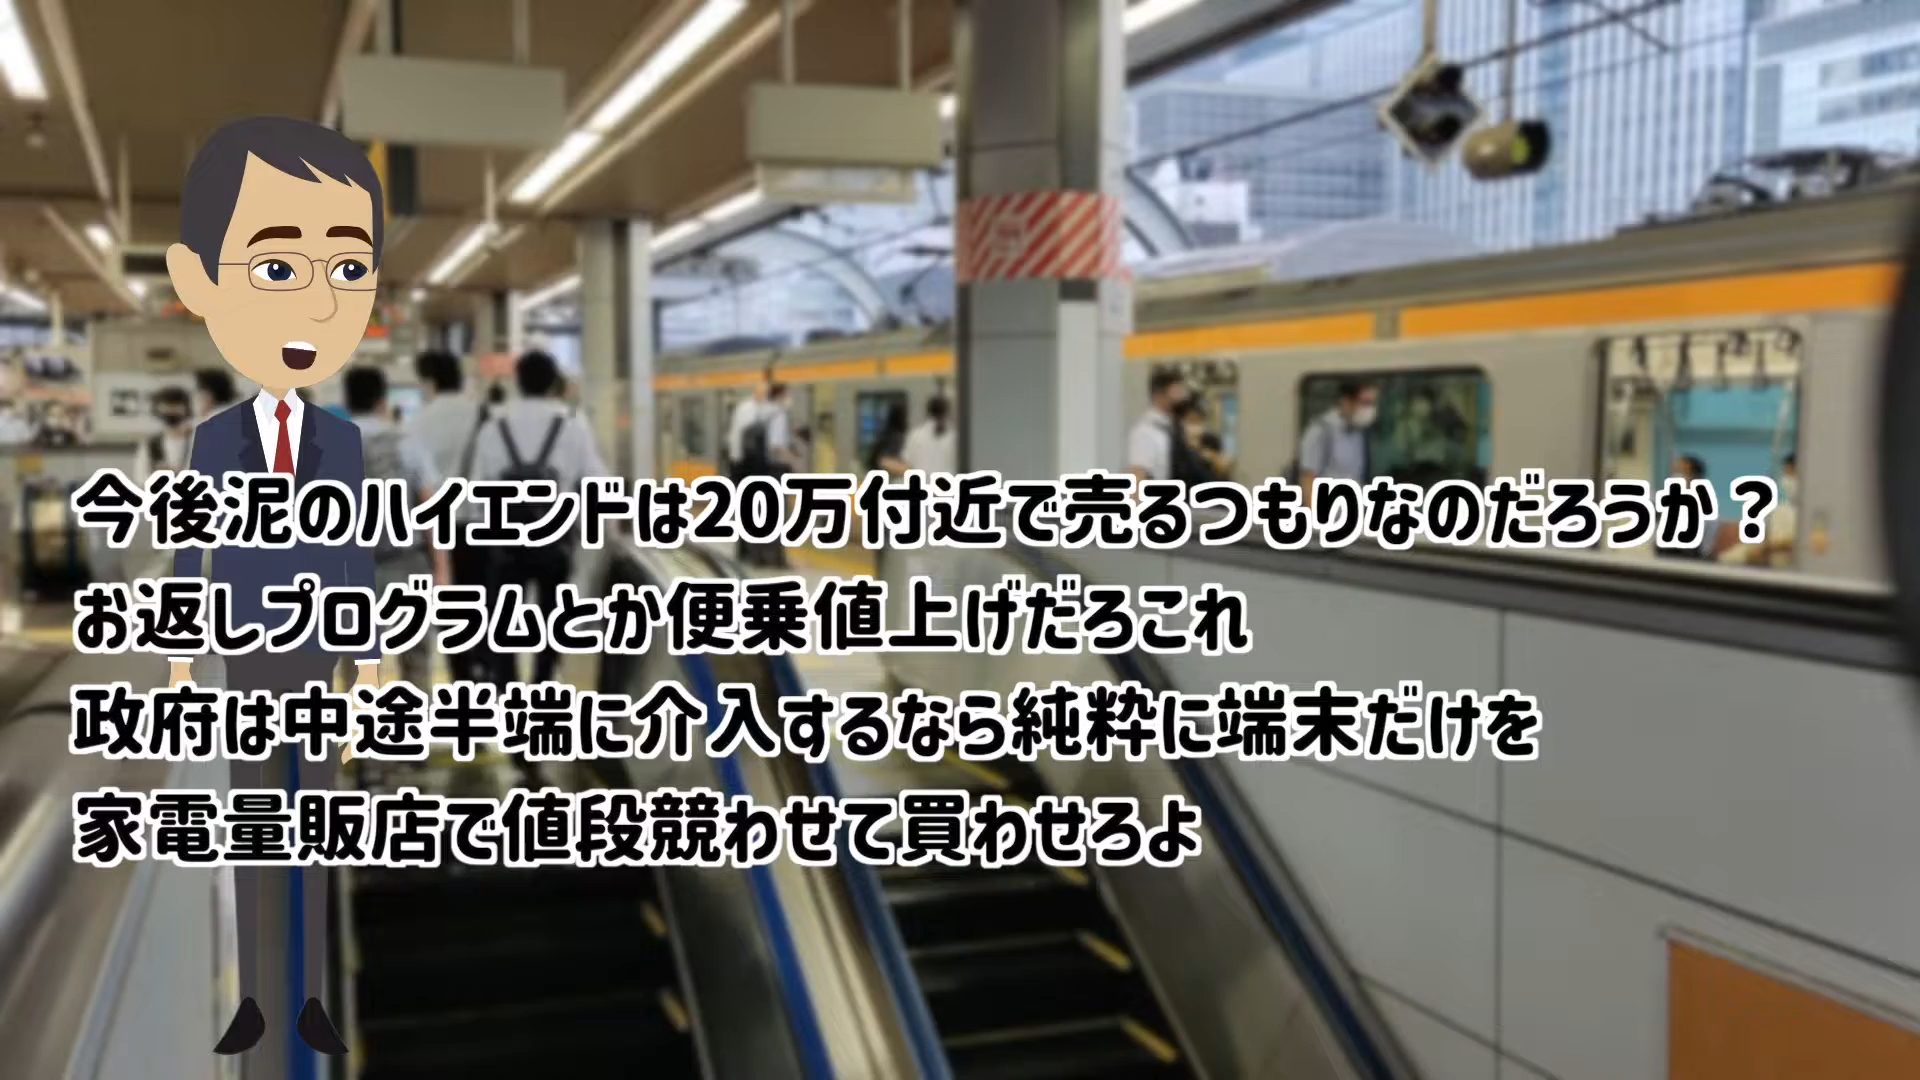 今後泥のハイエンドは20万付近で売るつもりなのだろうか？
お返しプログラムとか便乗値上げだろこれ
政府は中途半端に介入するなら純粋に端末だけを
家電量販店で値段競わせて買わせろよ